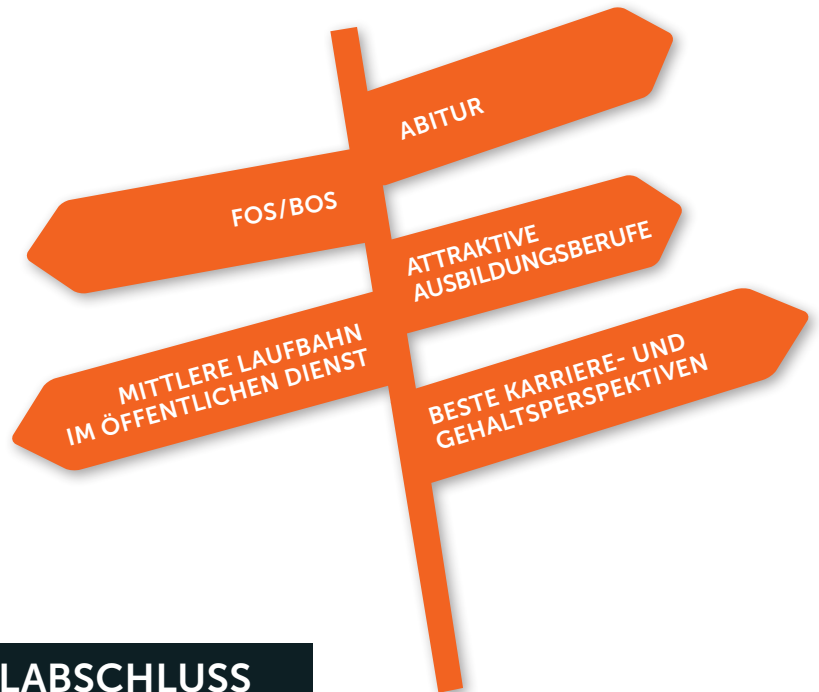 ABITUR
FOS/BOS
ATTRAKTIVE
AUSBILDUNGSBERUFE
MITTLERE LAUFBAHN
IM ÖFFENTLICHEN DIENST
BESTE KARRIERE- UND
GEHALTSPERSPEKTIVEN
LABSCHLUSS